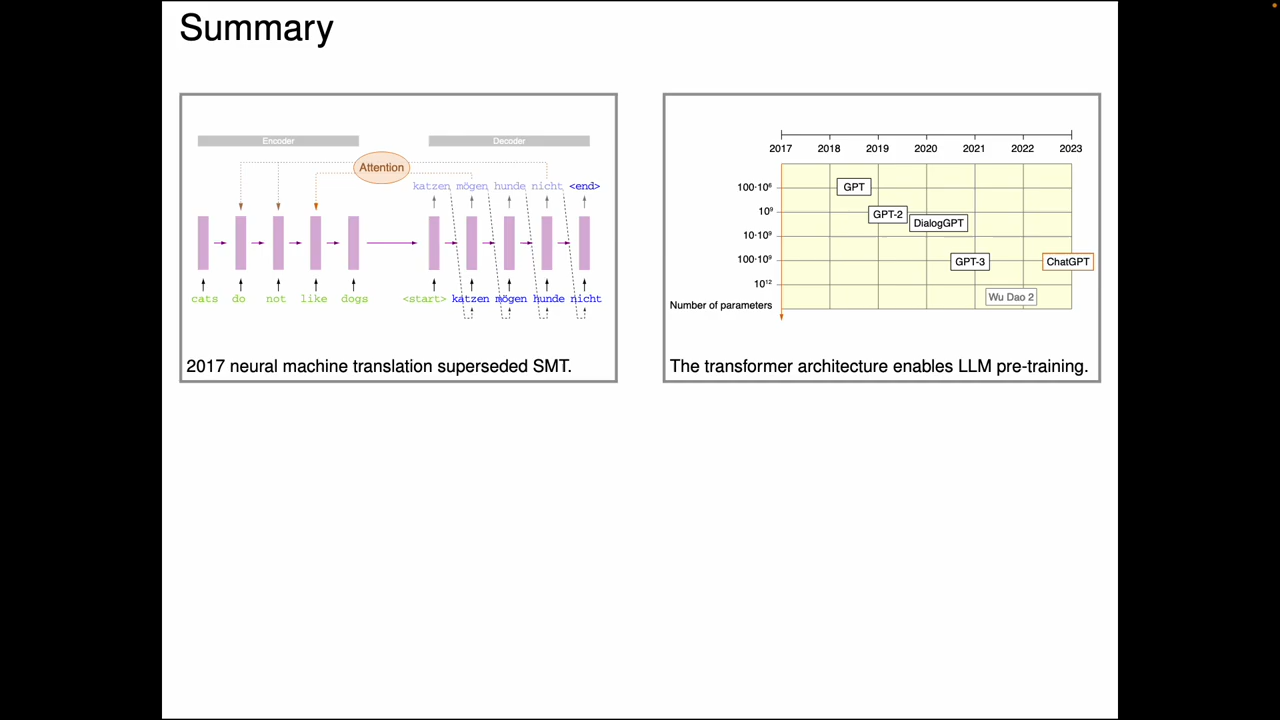 Summary
Encoder
Decoder
Attention
katzen mögen hunde nicht <end>
cats do not like dogs
<start> katzen mögen hunde nicht
2017 neural machine translation superseded SMT.
2017 2018 2019 2020 2021 2022 2023
100·10⁶
GPT
10⁹
GPT-2
DialogGPT
10·10⁹
100·10⁹
GPT-3
ChatGPT
10¹²
Wu Dao 2
Number of parameters
The transformer architecture enables LLM pre-training.